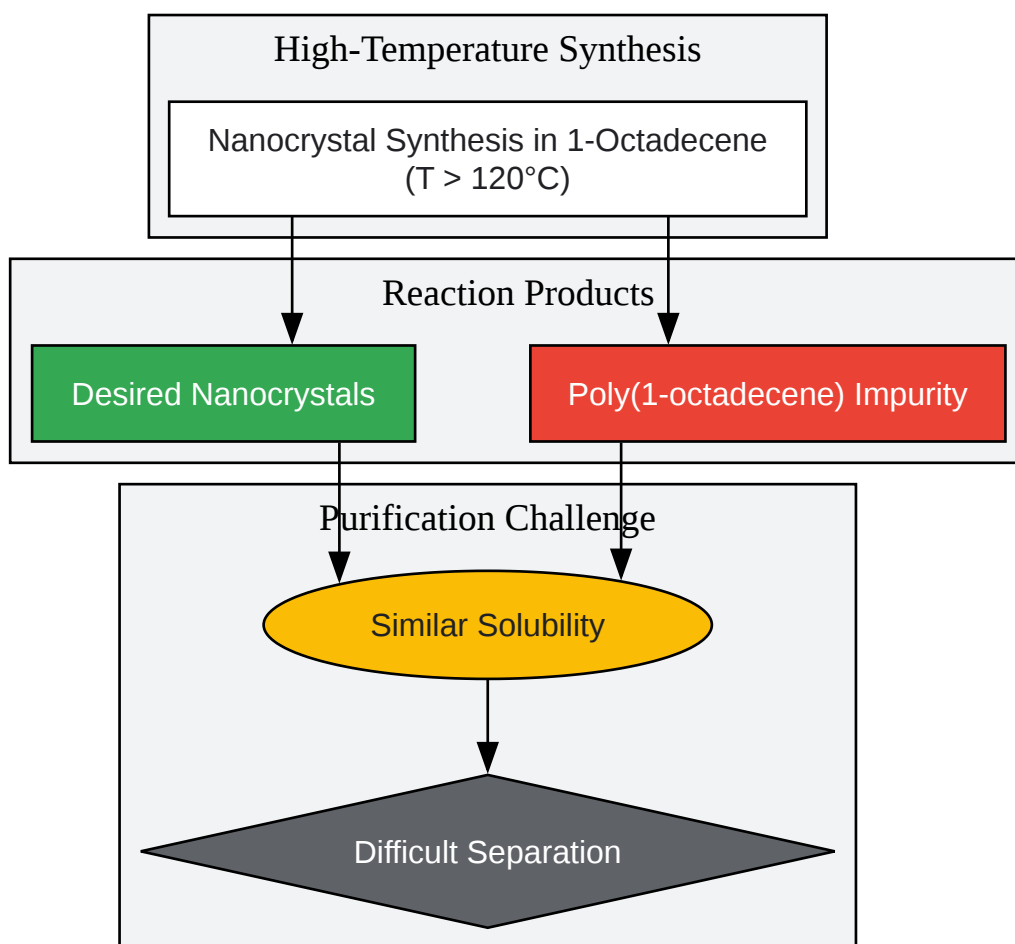 High-Temperature Synthesis
Nanocrystal Synthesis in 1-Octadecene
(T > 120°C)
Reaction Products
Desired Nanocrystals
Poly(1-octadecene) Impurity
Purification Challenge
Similar Solubility
Difficult Separation